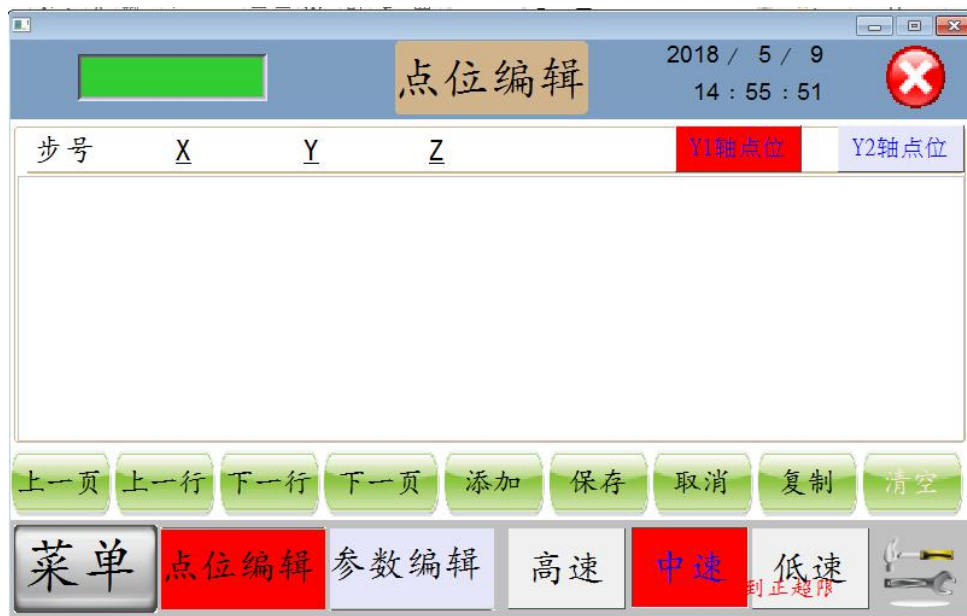 点位编辑
2018 / 5 / 9
14 : 55 : 51
步号 X Y Z Y1轴点位 Y2轴点位
上一页 上一行 下一行 下一页 添加 保存 取消 复制 清空
菜单 点位编辑 参数编辑 高速 中速 低速
到正超限